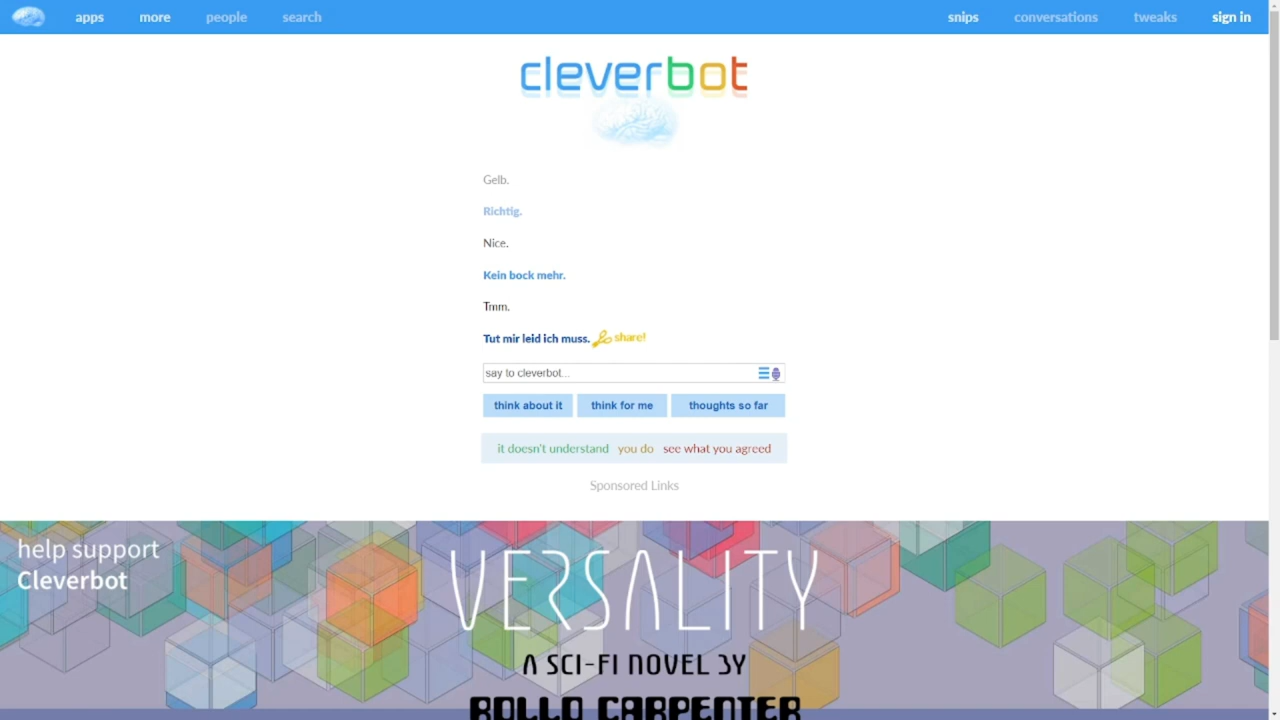 apps more people search snips conversations tweaks sign in
cleverbot
Gelb.
Richtig.
Nice.
Kein bock mehr.
Tmm.
Tut mir leid ich muss. share!
say to cleverbot...
think about it think for me thoughts so far
it doesn't understand you do see what you agreed
Sponsored Links
help support
Cleverbot
VERSALITY
A SCI-FI NOVEL BY
ROLLO CARPENTER